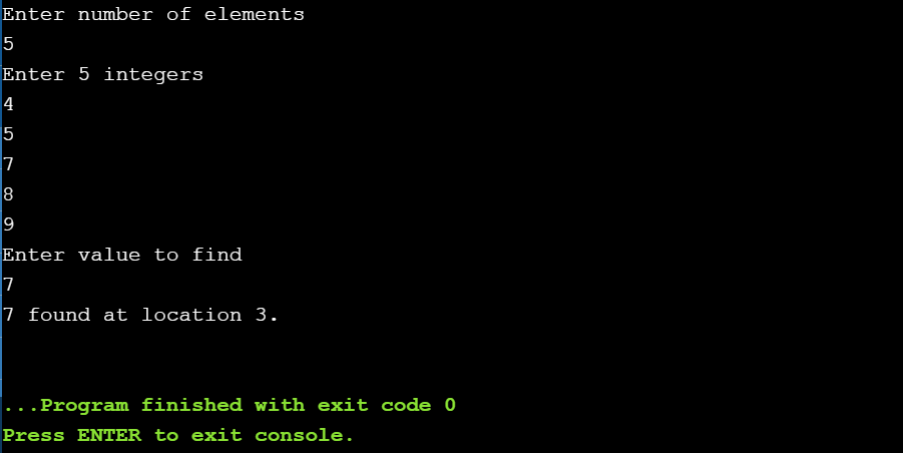 Enter number of elements
5
Enter 5 integers
4
5
7
8
9
Enter value to find
7
7 found at location 3.
...Program finished with exit code 0
Press ENTER to exit console.